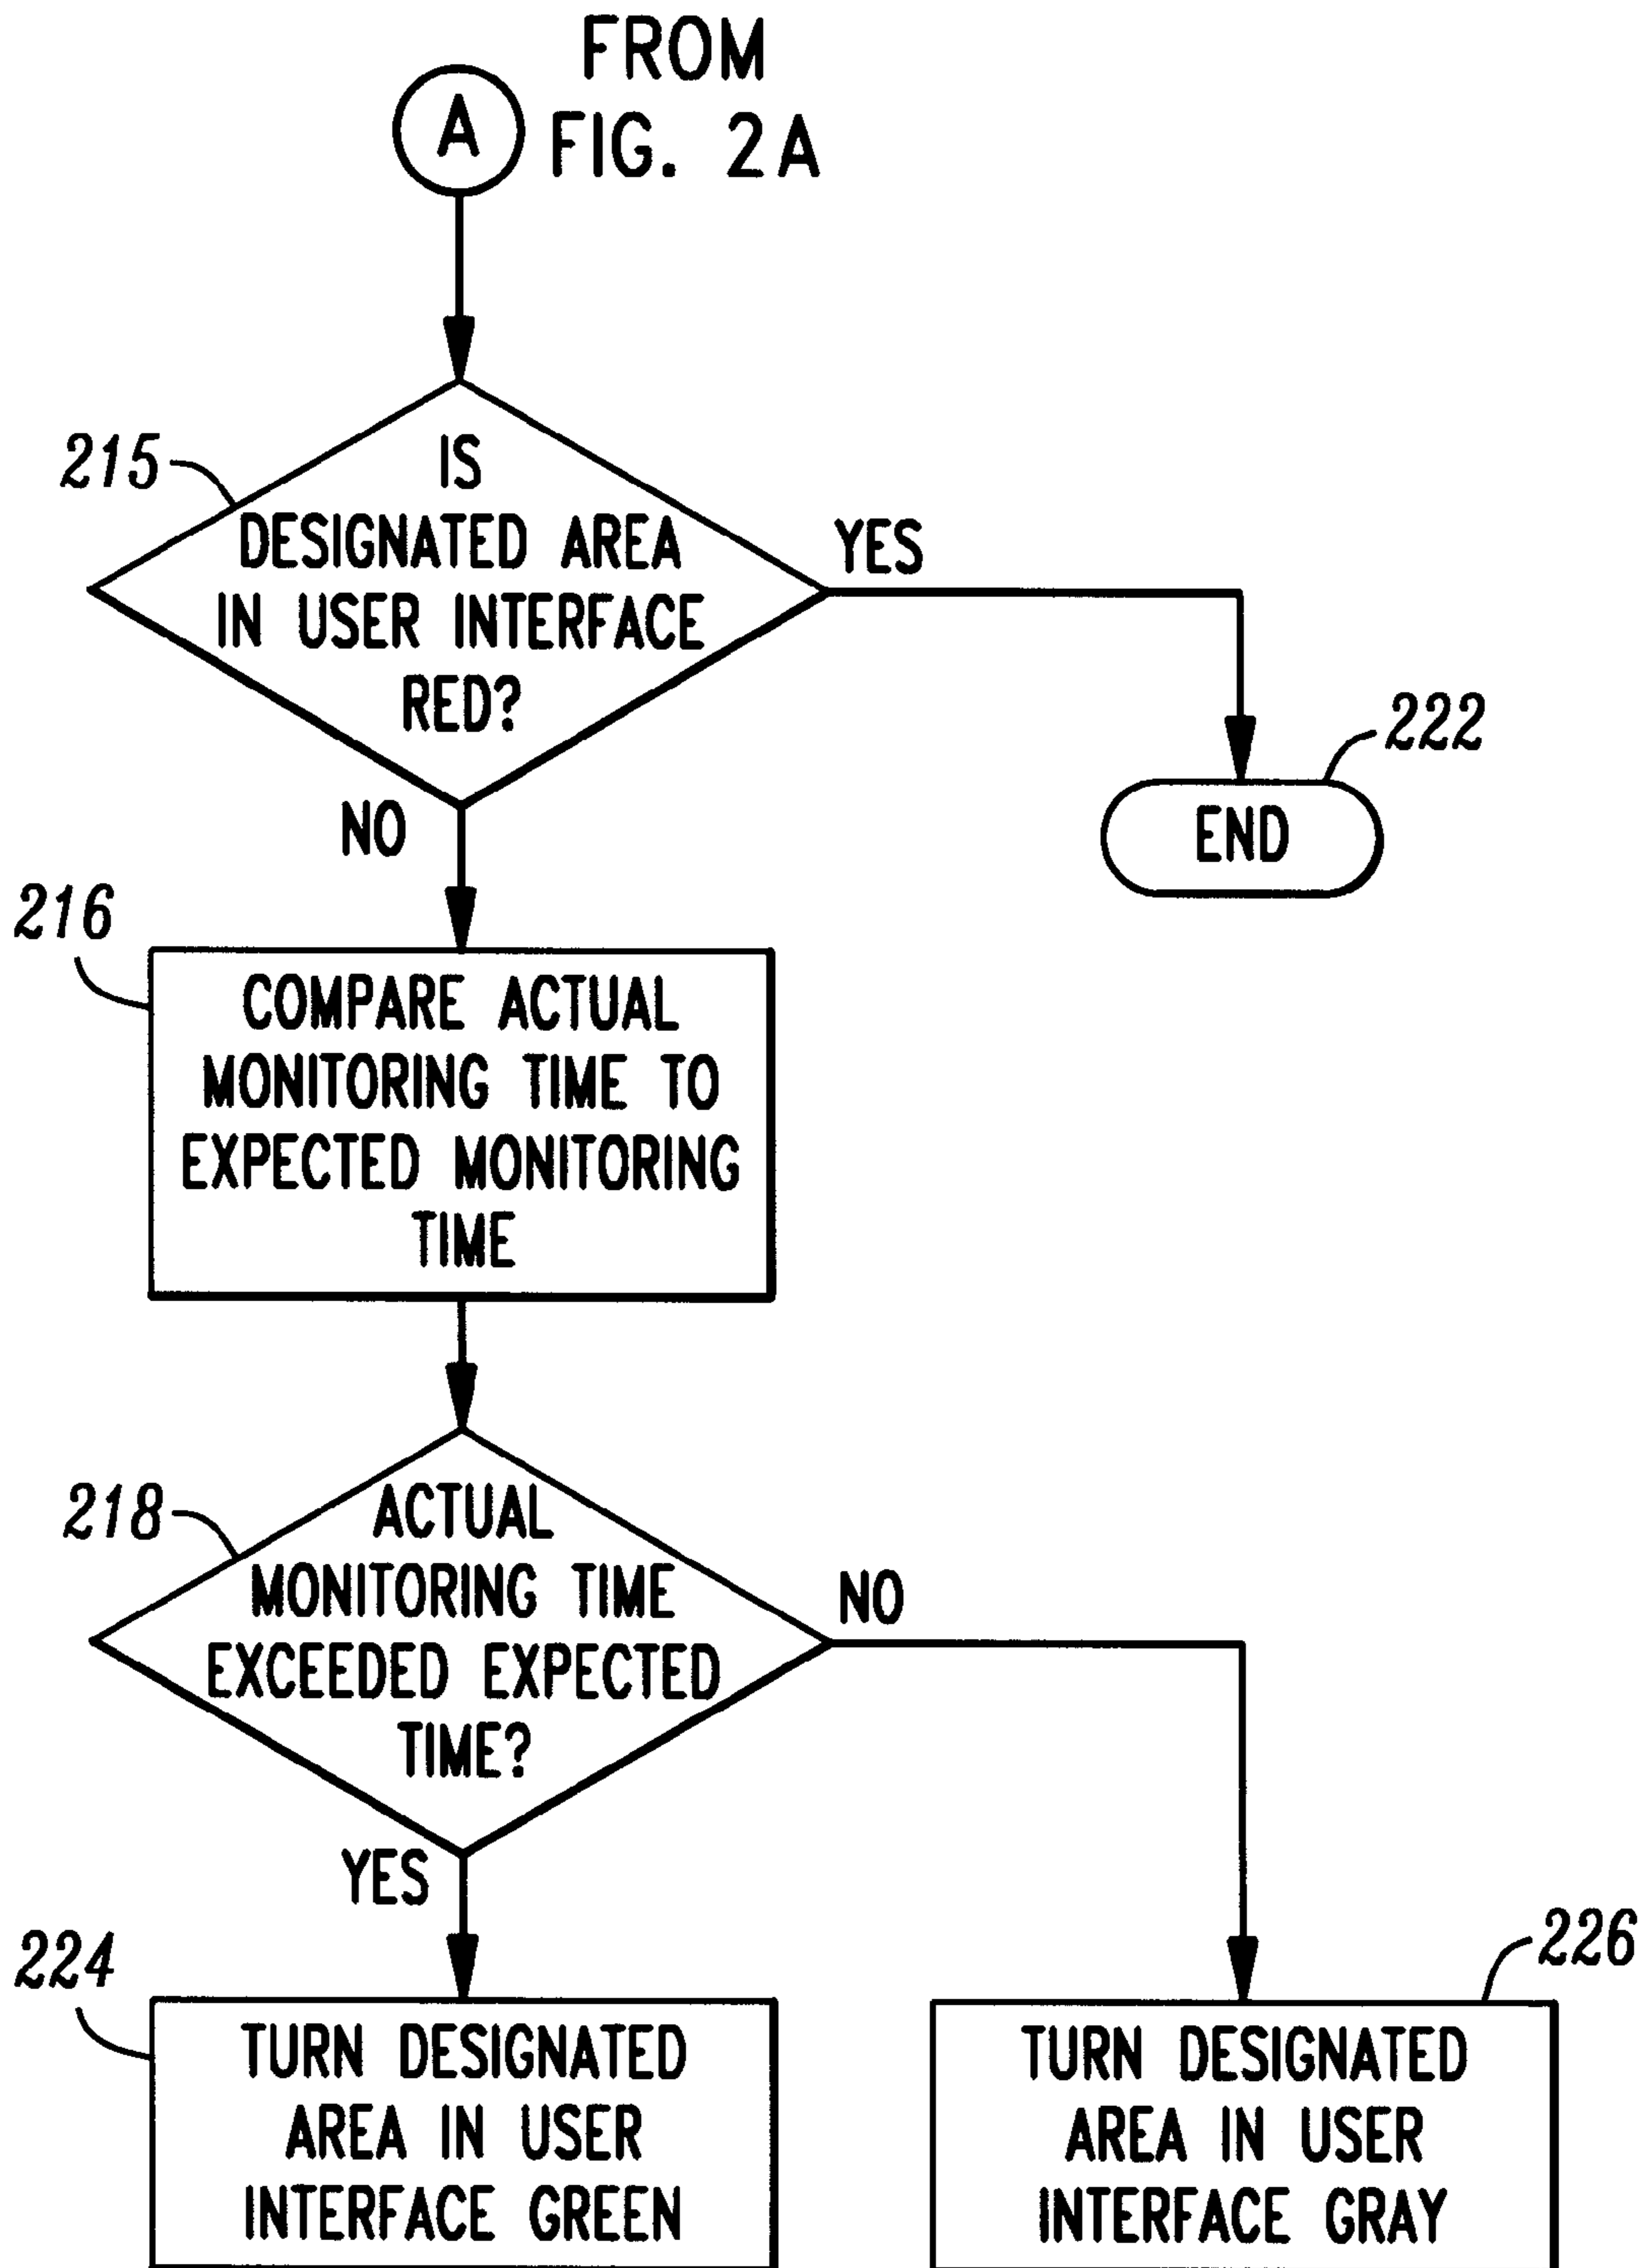 FROM
FIG. 2A
A
215
IS
DESIGNATED AREA
IN USER INTERFACE
RED?
YES
222
END
NO
216
COMPARE ACTUAL
MONITORING TIME TO
EXPECTED MONITORING
TIME
218
ACTUAL
MONITORING TIME
EXCEEDED EXPECTED
TIME?
NO
YES
224
TURN DESIGNATED
AREA IN USER
INTERFACE GREEN
226
TURN DESIGNATED
AREA IN USER
INTERFACE GRAY